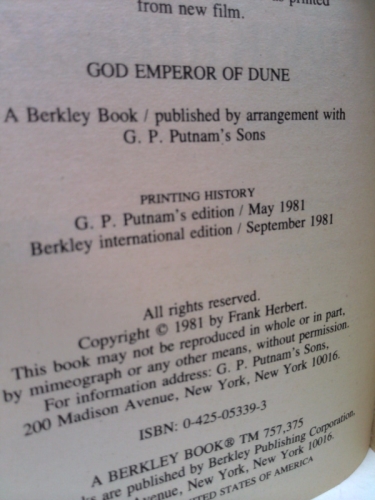 printed
from new film.
GOD EMPEROR OF DUNE
A Berkley Book / published by arrangement with
G. P. Putnam's Sons
PRINTING HISTORY
G. P. Putnam's edition / May 1981
Berkley international edition / September 1981
All rights reserved.
Copyright © 1981 by Frank Herbert.
This book may not be reproduced in whole or in part,
by mimeograph or any other means, without permission.
For information address: G. P. Putnam's Sons,
200 Madison Avenue, New York, New York 10016.
ISBN: 0-425-05339-3
A BERKLEY BOOK® TM 757,375
are published by Berkley Publishing Corporation.
Avenue, New York, New York 10016.
UNITED STATES OF AMERICA